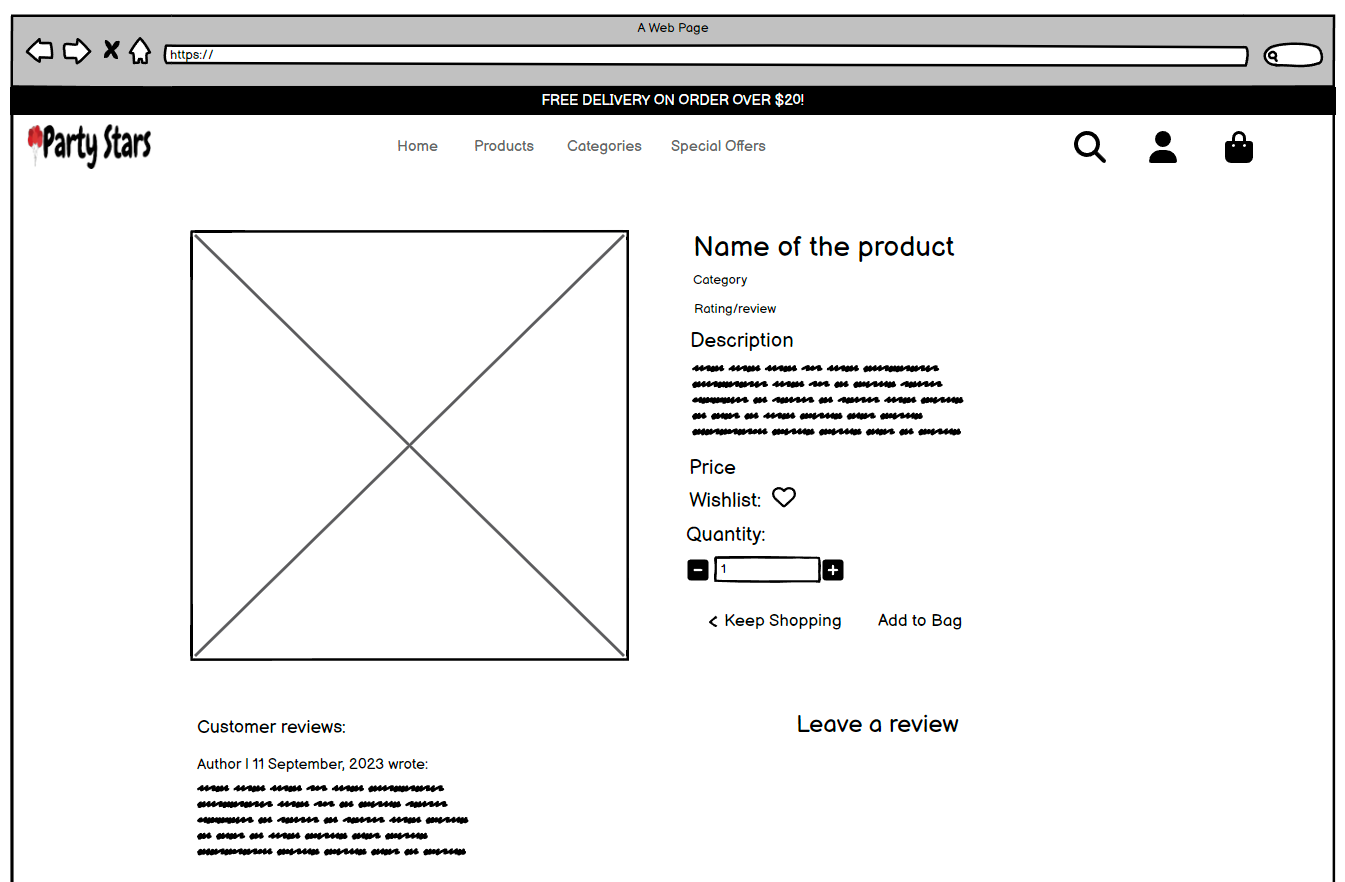 A Web Page
https://
FREE DELIVERY ON ORDER OVER $20!
Party Stars
Home Products Categories Special Offers
Name of the product
Category
Rating/review
Description
Price
Wishlist:
Quantity:
1
< Keep Shopping Add to Bag
Customer reviews:
Leave a review
Author | 11 September, 2023 wrote: